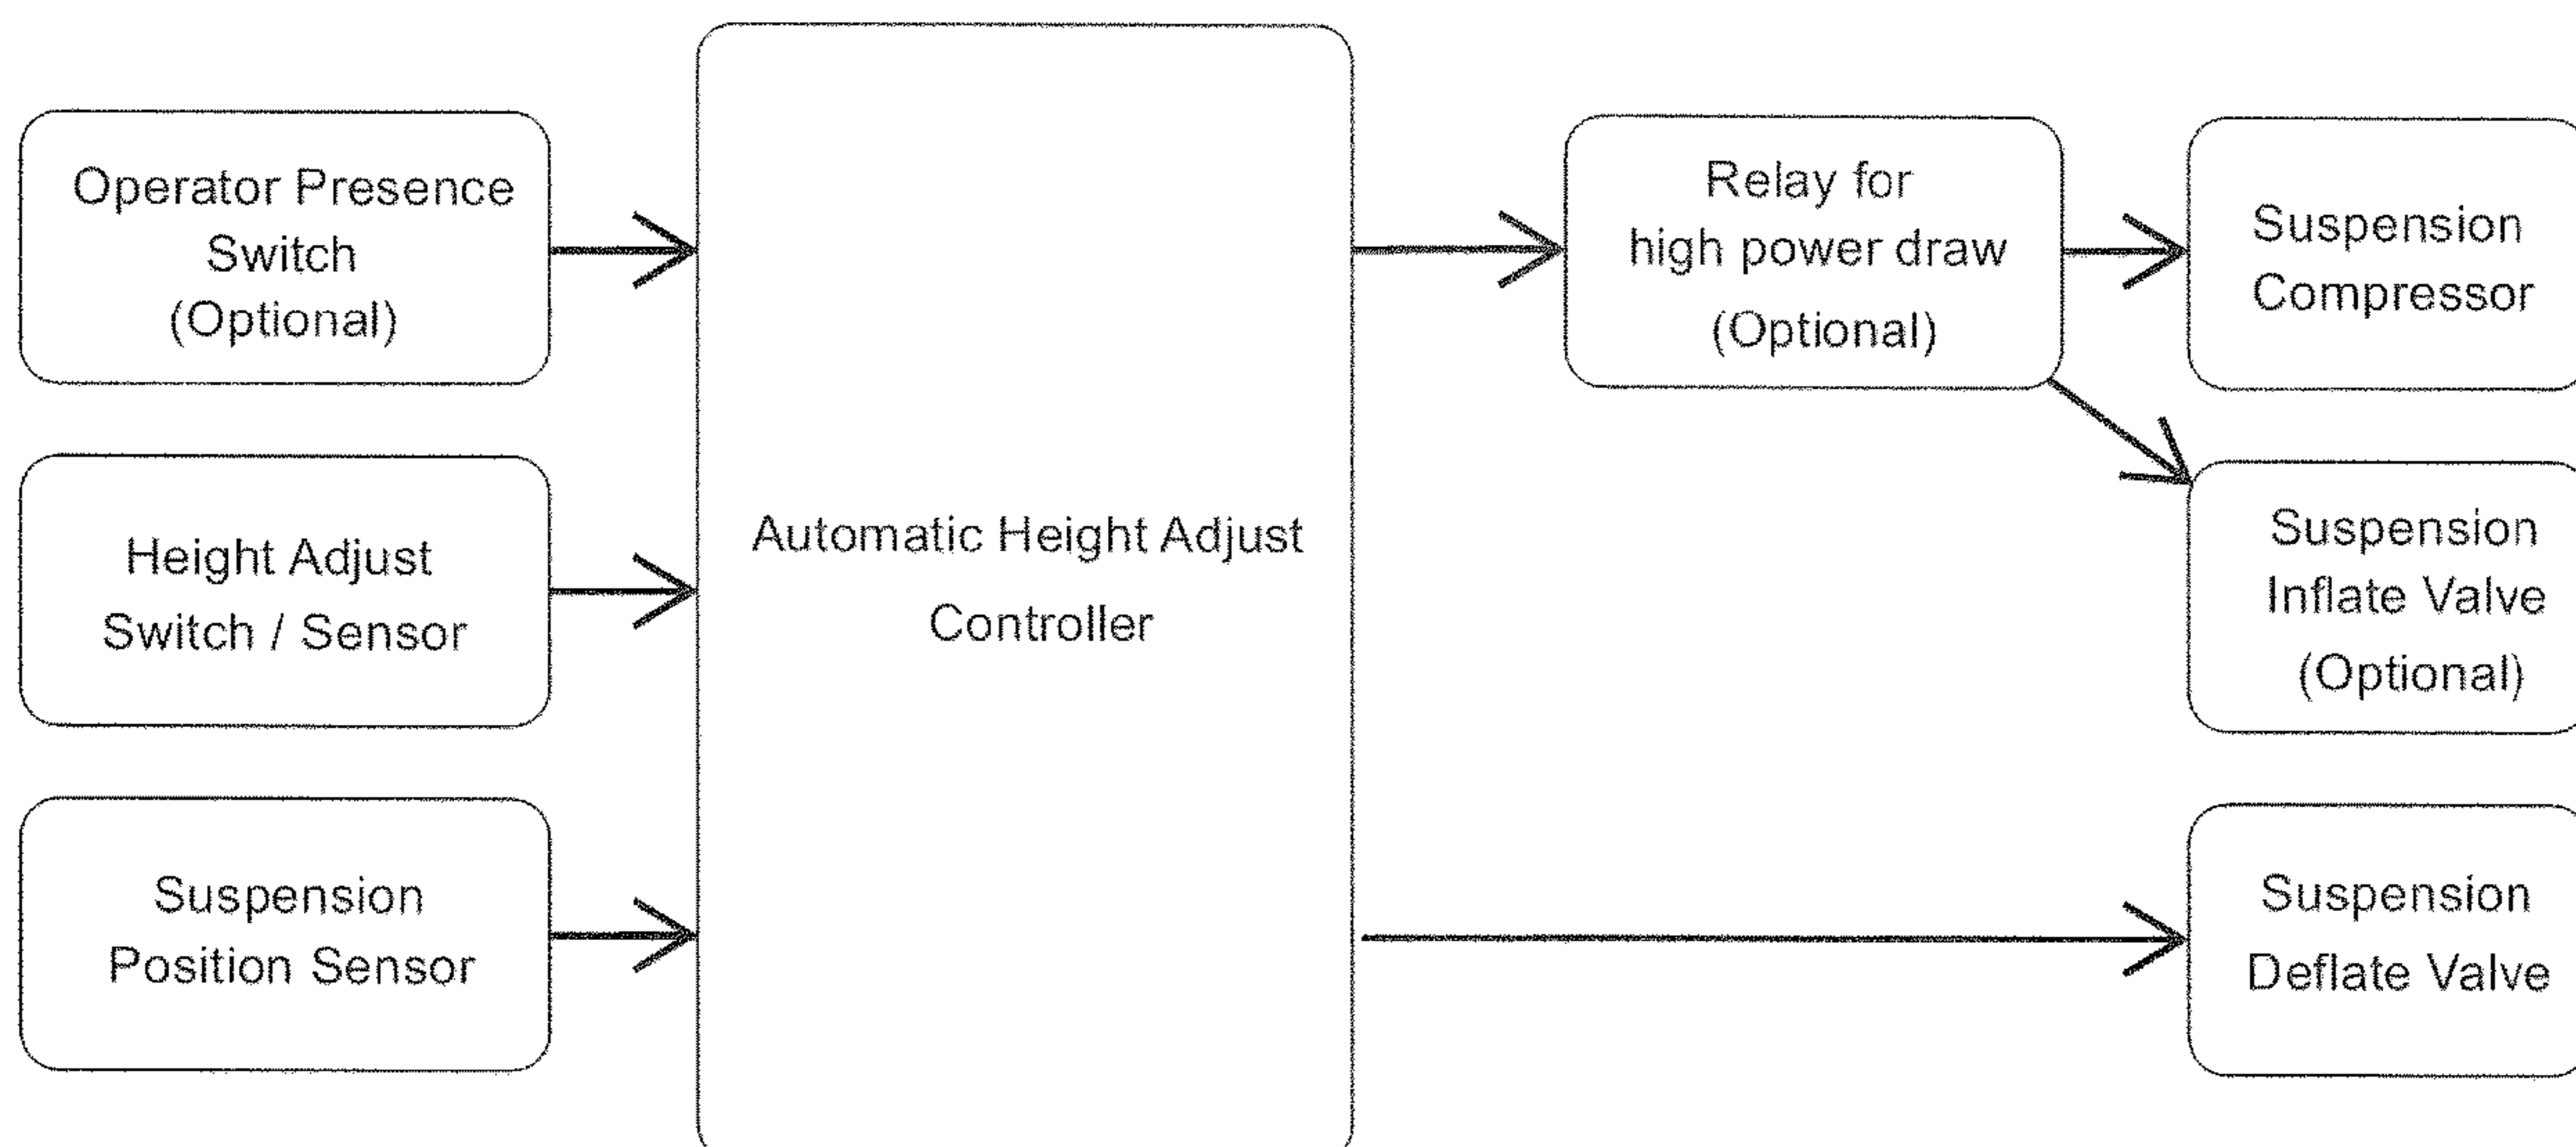 Operator Presence
Switch
(Optional)
Height Adjust
Switch / Sensor
Suspension
Position Sensor
Automatic Height Adjust
Controller
Relay for
high power draw
(Optional)
Suspension
Compressor
Suspension
Inflate Valve
(Optional)
Suspension
Deflate Valve